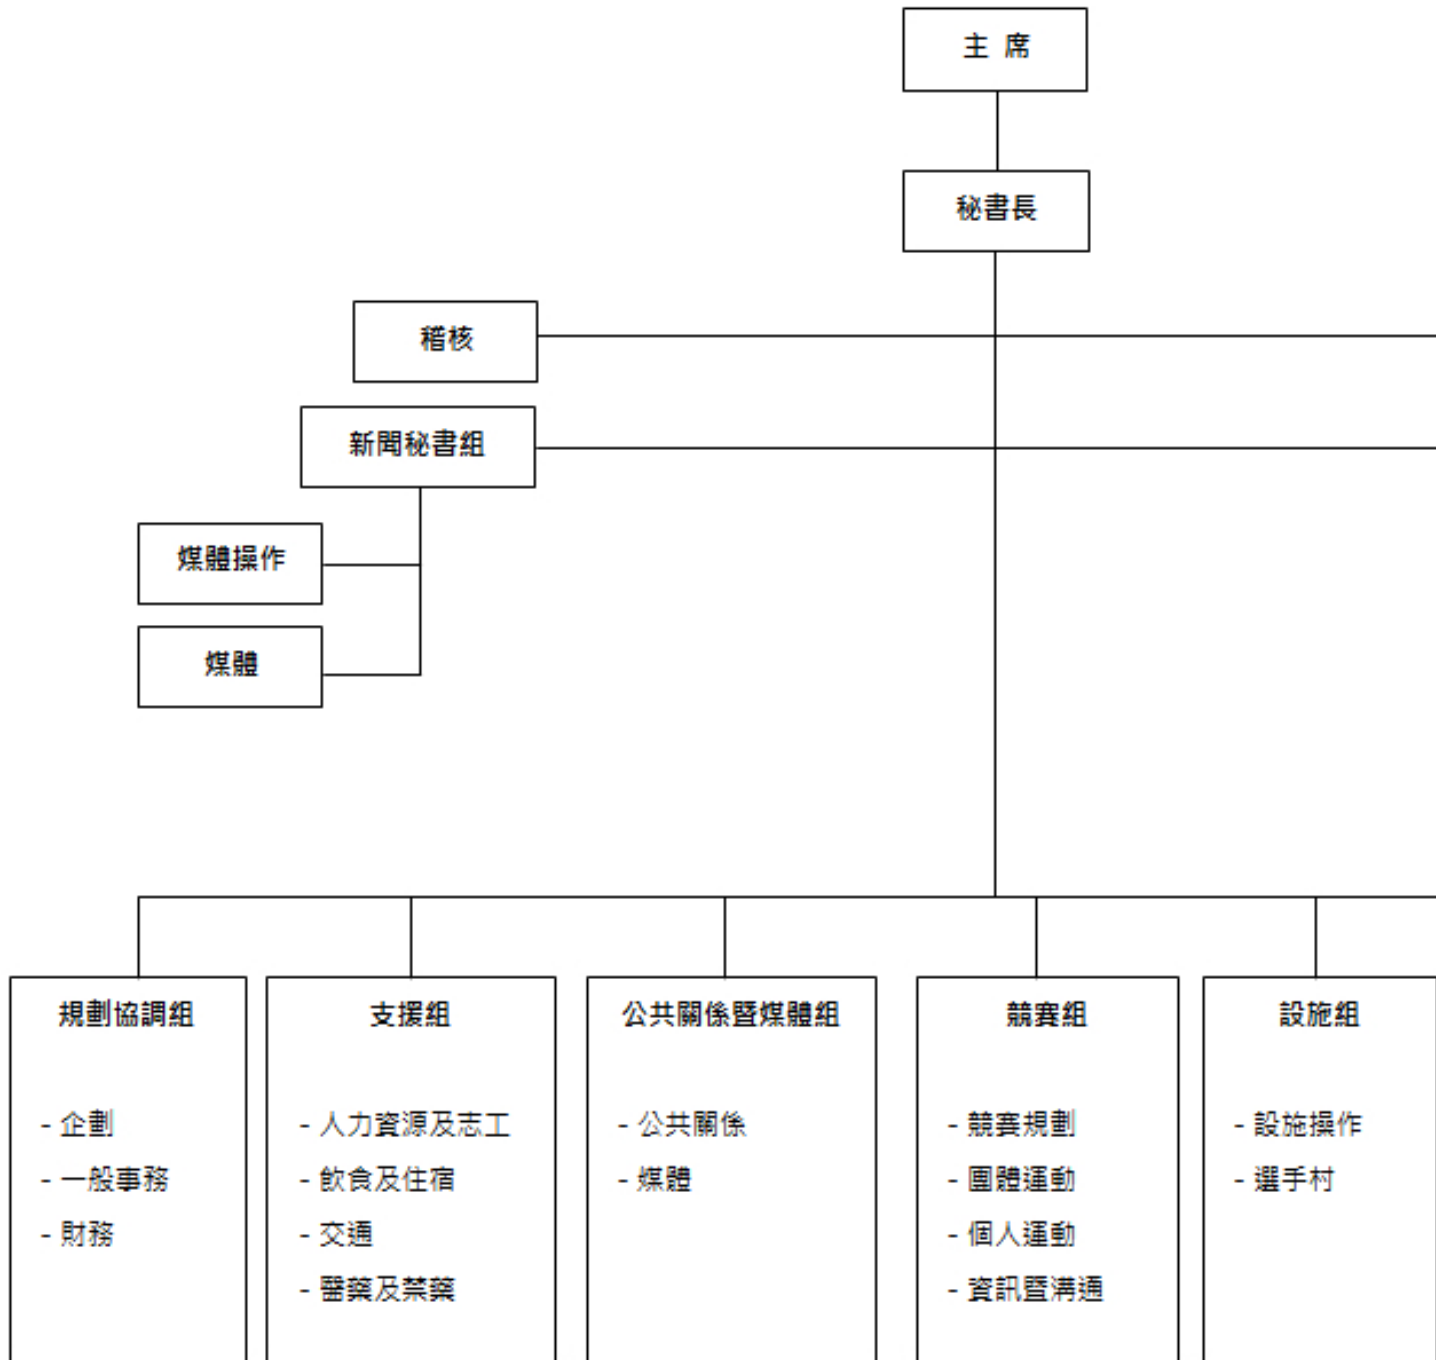 主 席
秘書長
稽核
新聞秘書組
媒體操作
媒體
規劃協調組
- 企劃
- 一般事務
- 財務
支援組
- 人力資源及志工
- 飲食及住宿
- 交通
- 醫藥及禁藥
公共關係暨媒體組
- 公共關係
- 媒體
競賽組
- 競賽規劃
- 團體運動
- 個人運動
- 資訊暨溝通
設施組
- 設施操作
- 選手村